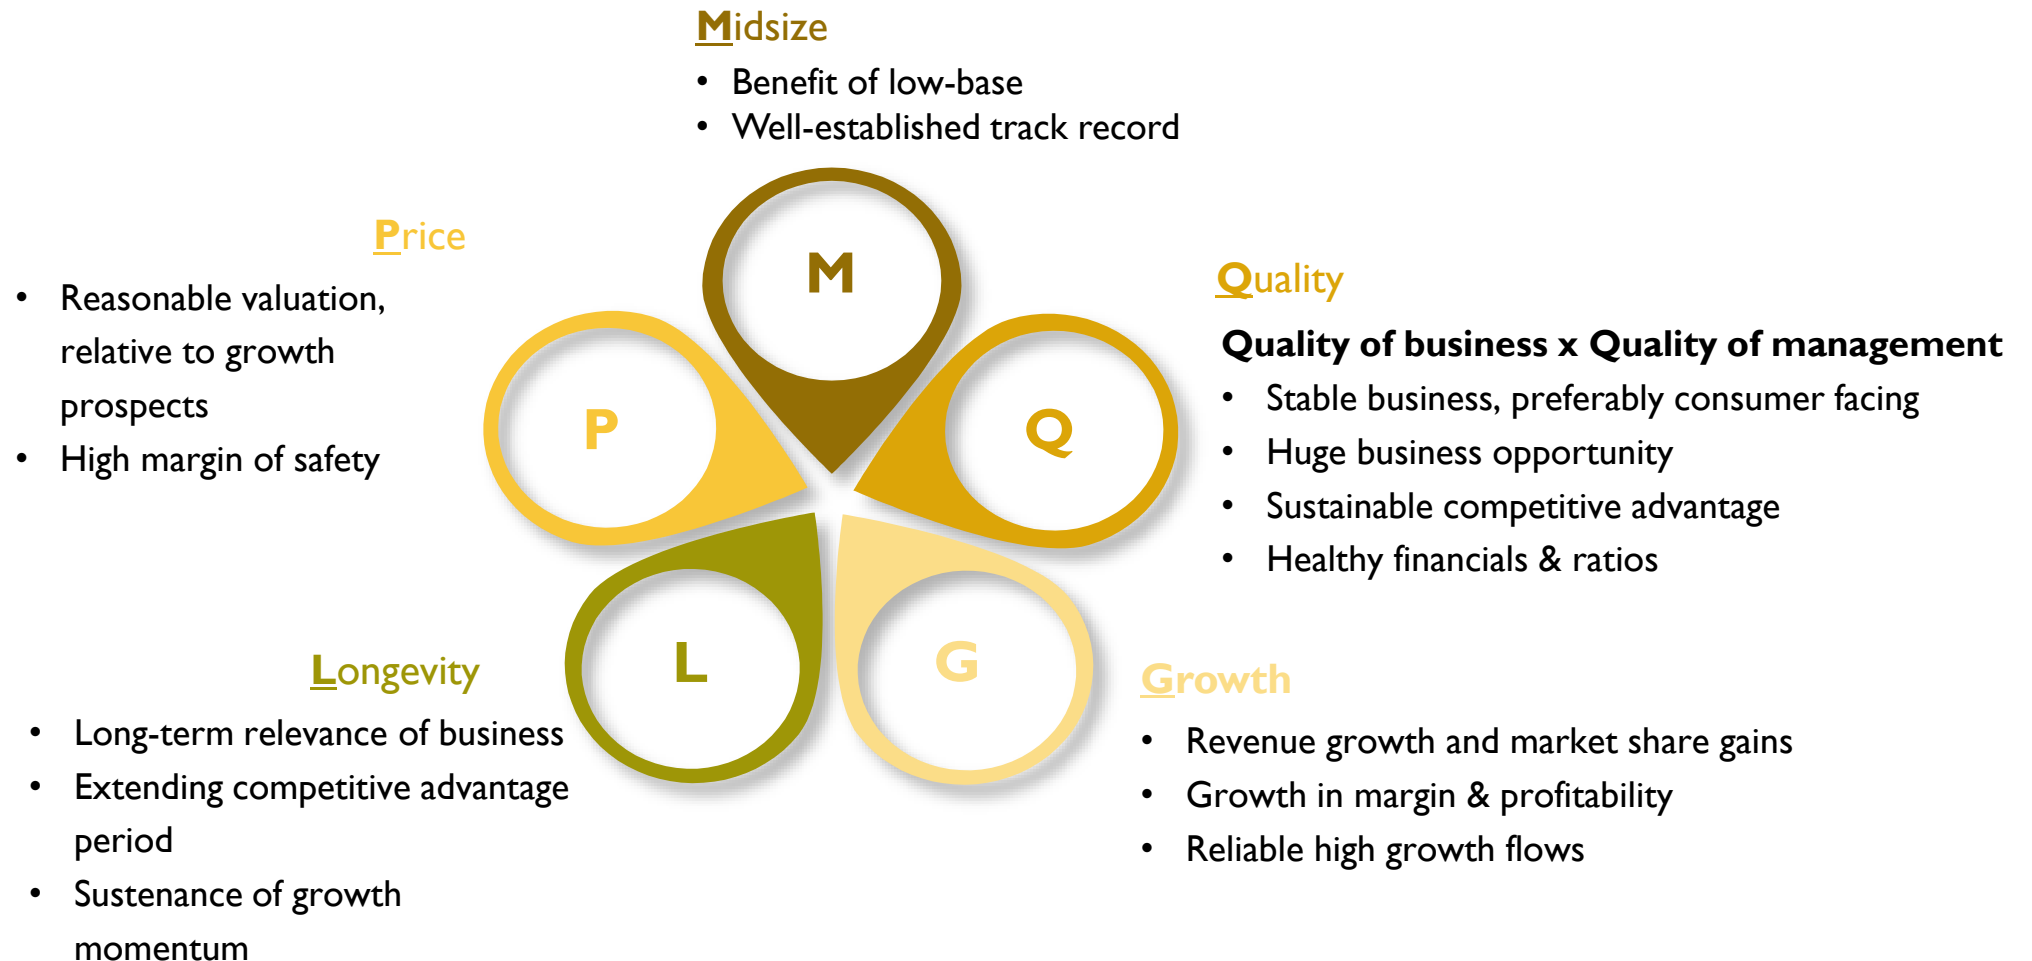 Midsize
• Benefit of low-base
• Well-established track record
Price
• Reasonable valuation,
relative to growth
prospects
• High margin of safety
M
P
Q
L
G
Quality
Quality of business x Quality of management
• Stable business, preferably consumer facing
• Huge business opportunity
• Sustainable competitive advantage
• Healthy financials & ratios
Longevity
• Long-term relevance of business
• Extending competitive advantage
period
• Sustenance of growth
momentum
Growth
• Revenue growth and market share gains
• Growth in margin & profitability
• Reliable high growth flows